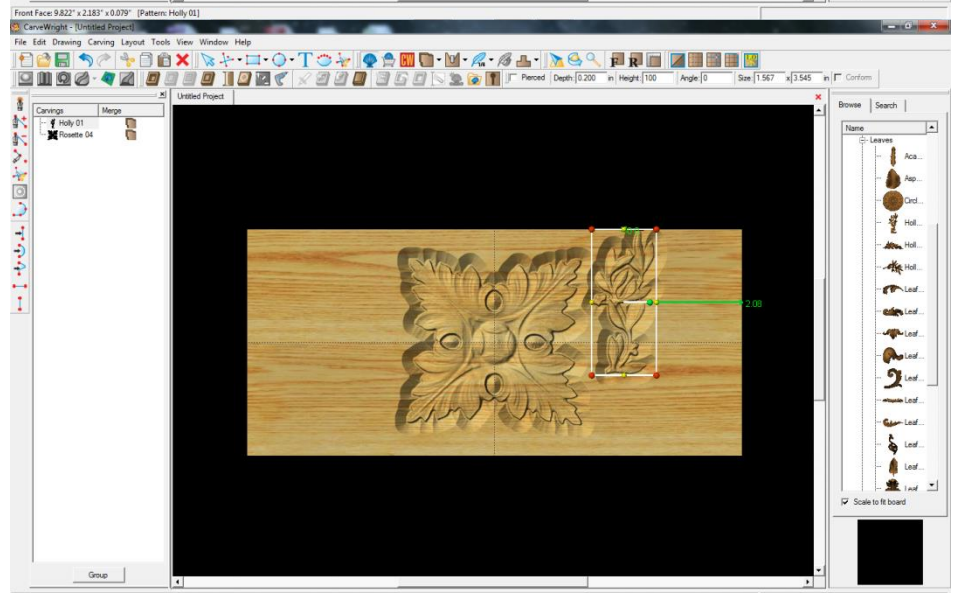 Front Face: 9.822" x 2.183" x 0.079" [Pattern: Holly 01]
CarveWright - [Untitled Project]
File Edit Drawing Carving Layout Tools View Window Help
CW
1/R
F R
Pierced Depth: 0.200 in Height: 100 Angle: 0 Size: 1.567 x 3.545 in Conform
Untitled Project
Browse Search
Carvings Merge
Holly 01
Rosette 04
Name
Leaves
Aca...
Asp...
Circl...
Holl...
Holl...
Holl...
Leaf...
Leaf...
Leaf...
Leaf...
Leaf...
Leaf...
Leaf...
Leaf...
Leaf...
Leaf...
2.08
Scale to fit board
Group